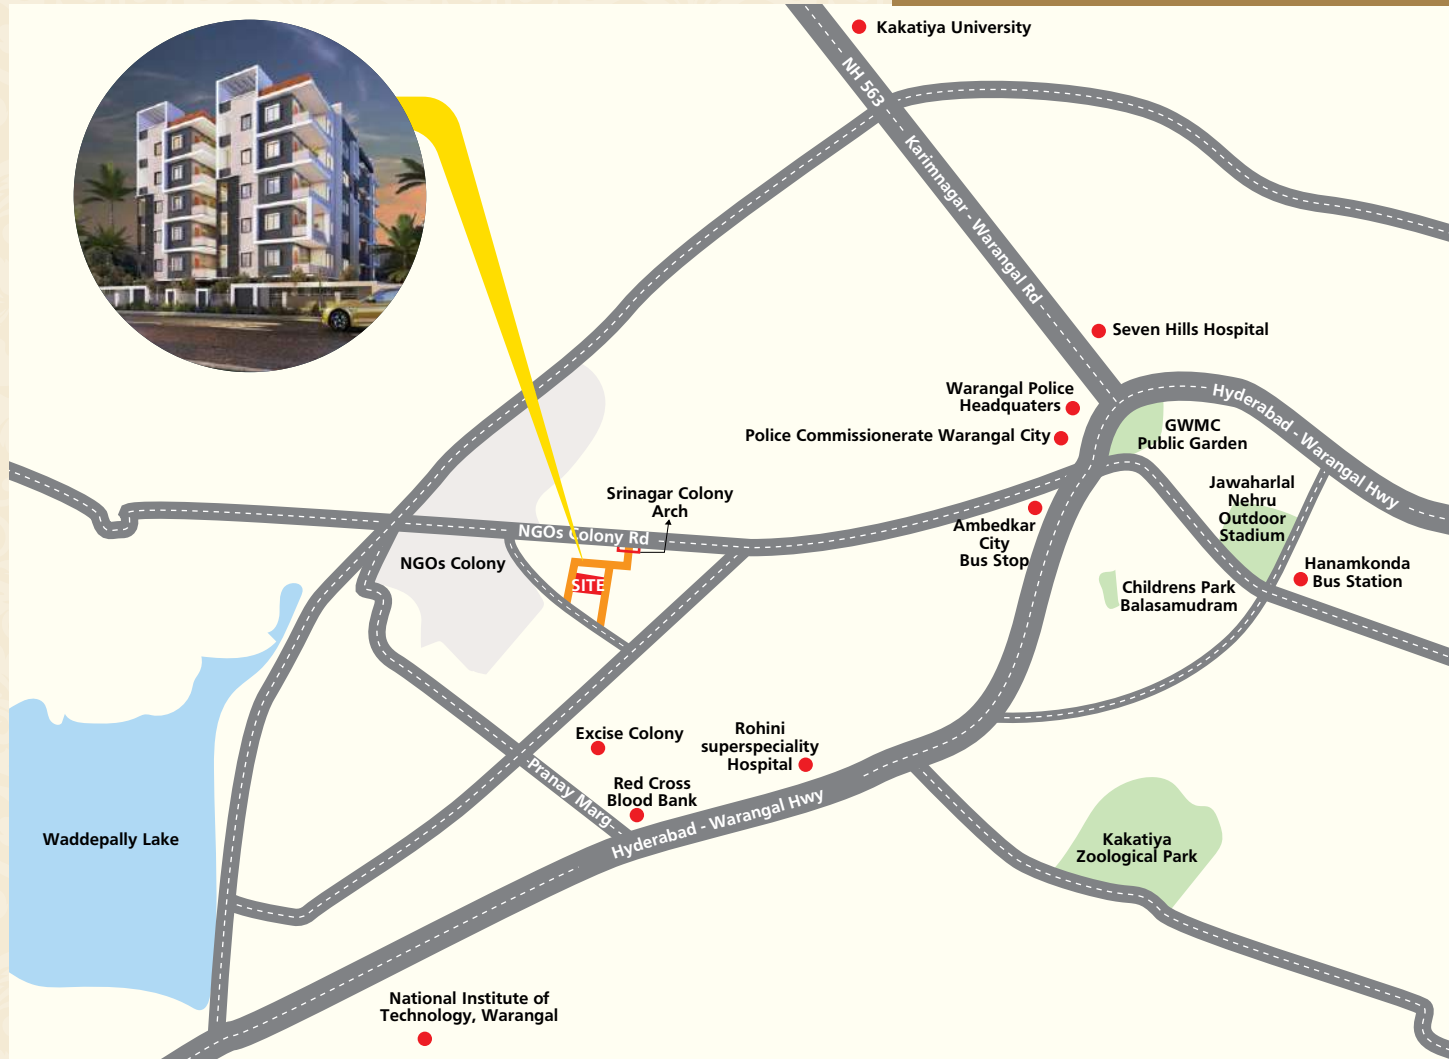 Kakatiya University
NH 563
Karimnagar - Warangal Rd
Seven Hills Hospital
Warangal Police
Headquaters
Police Commissionerate Warangal City
GWMC
Public Garden
Hyderabad - Warangal Hwy
Jawaharlal
Nehru
Outdoor
Stadium
Srinagar Colony
Arch
NGOs Colony Rd
Ambedkar
City
Bus Stop
NGOs Colony
SITE
Hanamkonda
Bus Station
Childrens Park
Balasamudram
Excise Colony
Rohini
superspeciality
Hospital
Pranay Marg
Red Cross
Blood Bank
Hyderabad - Warangal Hwy
Waddepally Lake
Kakatiya
Zoological Park
National Institute of
Technology, Warangal